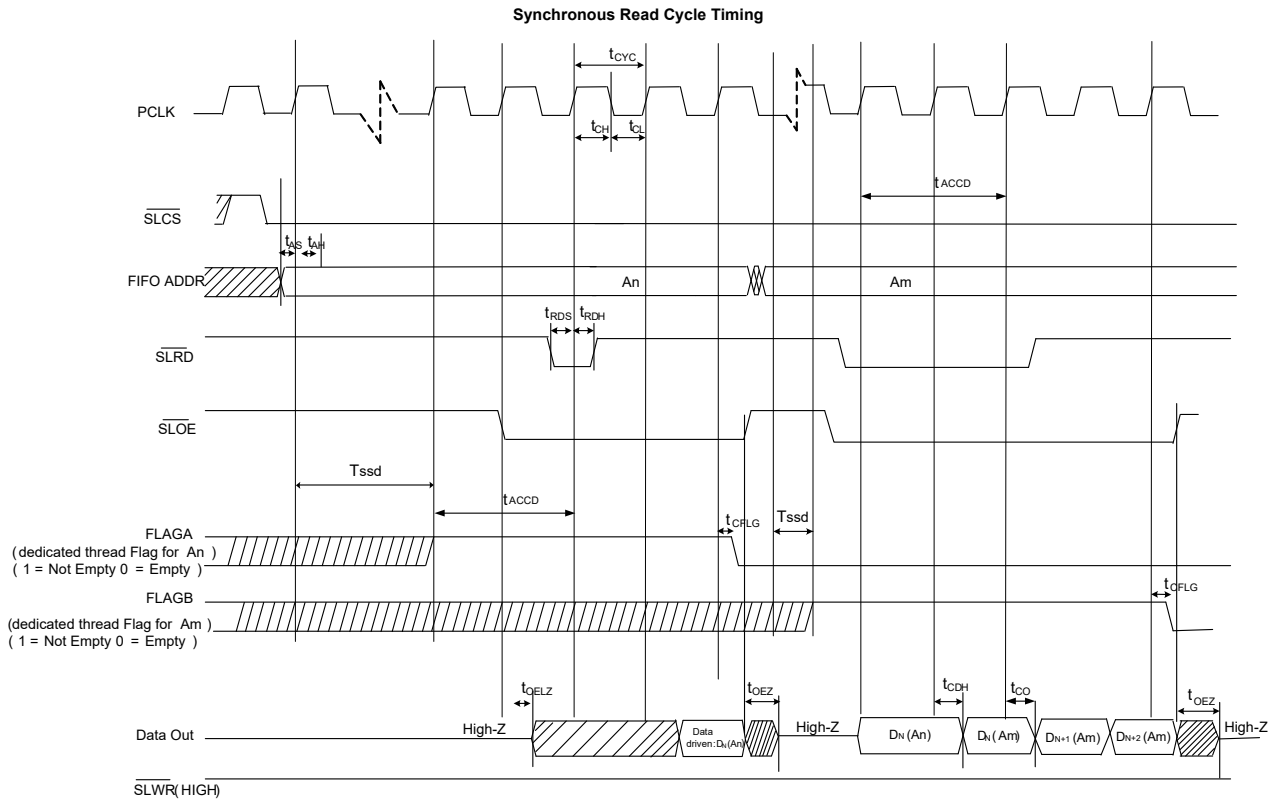 Synchronous Read Cycle Timing
tCYC
PCLK
tCH
tCL
tACCD
SLCS
tAS
tAH
FIFO ADDR
An
Am
tRDS
tRDH
SLRD
SLOE
Tssd
tACCD
tCFLG
Tssd
FLAGA
(dedicated thread Flag for An)
(1 = Not Empty 0 = Empty)
FLAGB
tCFLG
(dedicated thread Flag for Am)
(1 = Not Empty 0 = Empty)
tOELZ
tOEZ
tCDH
tCO
tOEZ
Data Out
High-Z
Data
driven:DN(An)
High-Z
DN(An)
DN(Am)
DN+1(Am)
DN+2(Am)
High-Z
SLWR(HIGH)